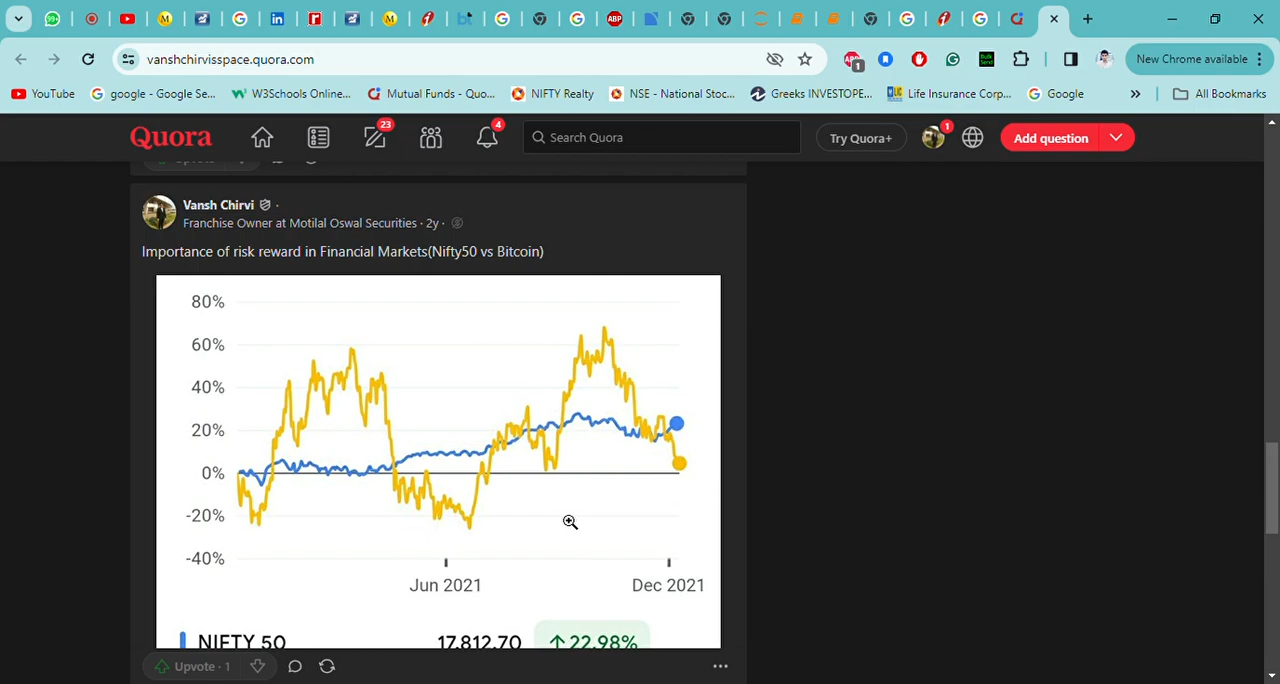 99+
ABP
vanshchirvisspace.quora.com
1
New Chrome available
YouTube
google - Google Se...
W3Schools Online...
Mutual Funds - Quo...
NIFTY Realty
NSE - National Stoc...
Greeks INVESTOPE...
Life Insurance Corp...
Google
»
All Bookmarks
Quora
23
4
Search Quora
Try Quora+
1
Add question
Vansh Chirvi
Franchise Owner at Motilal Oswal Securities · 2y ·
Importance of risk reward in Financial Markets(Nifty50 vs Bitcoin)
80%
60%
40%
20%
0%
-20%
-40%
Jun 2021
Dec 2021
NIFTY 50
17,812.70
↑22.98%
Upvote · 1